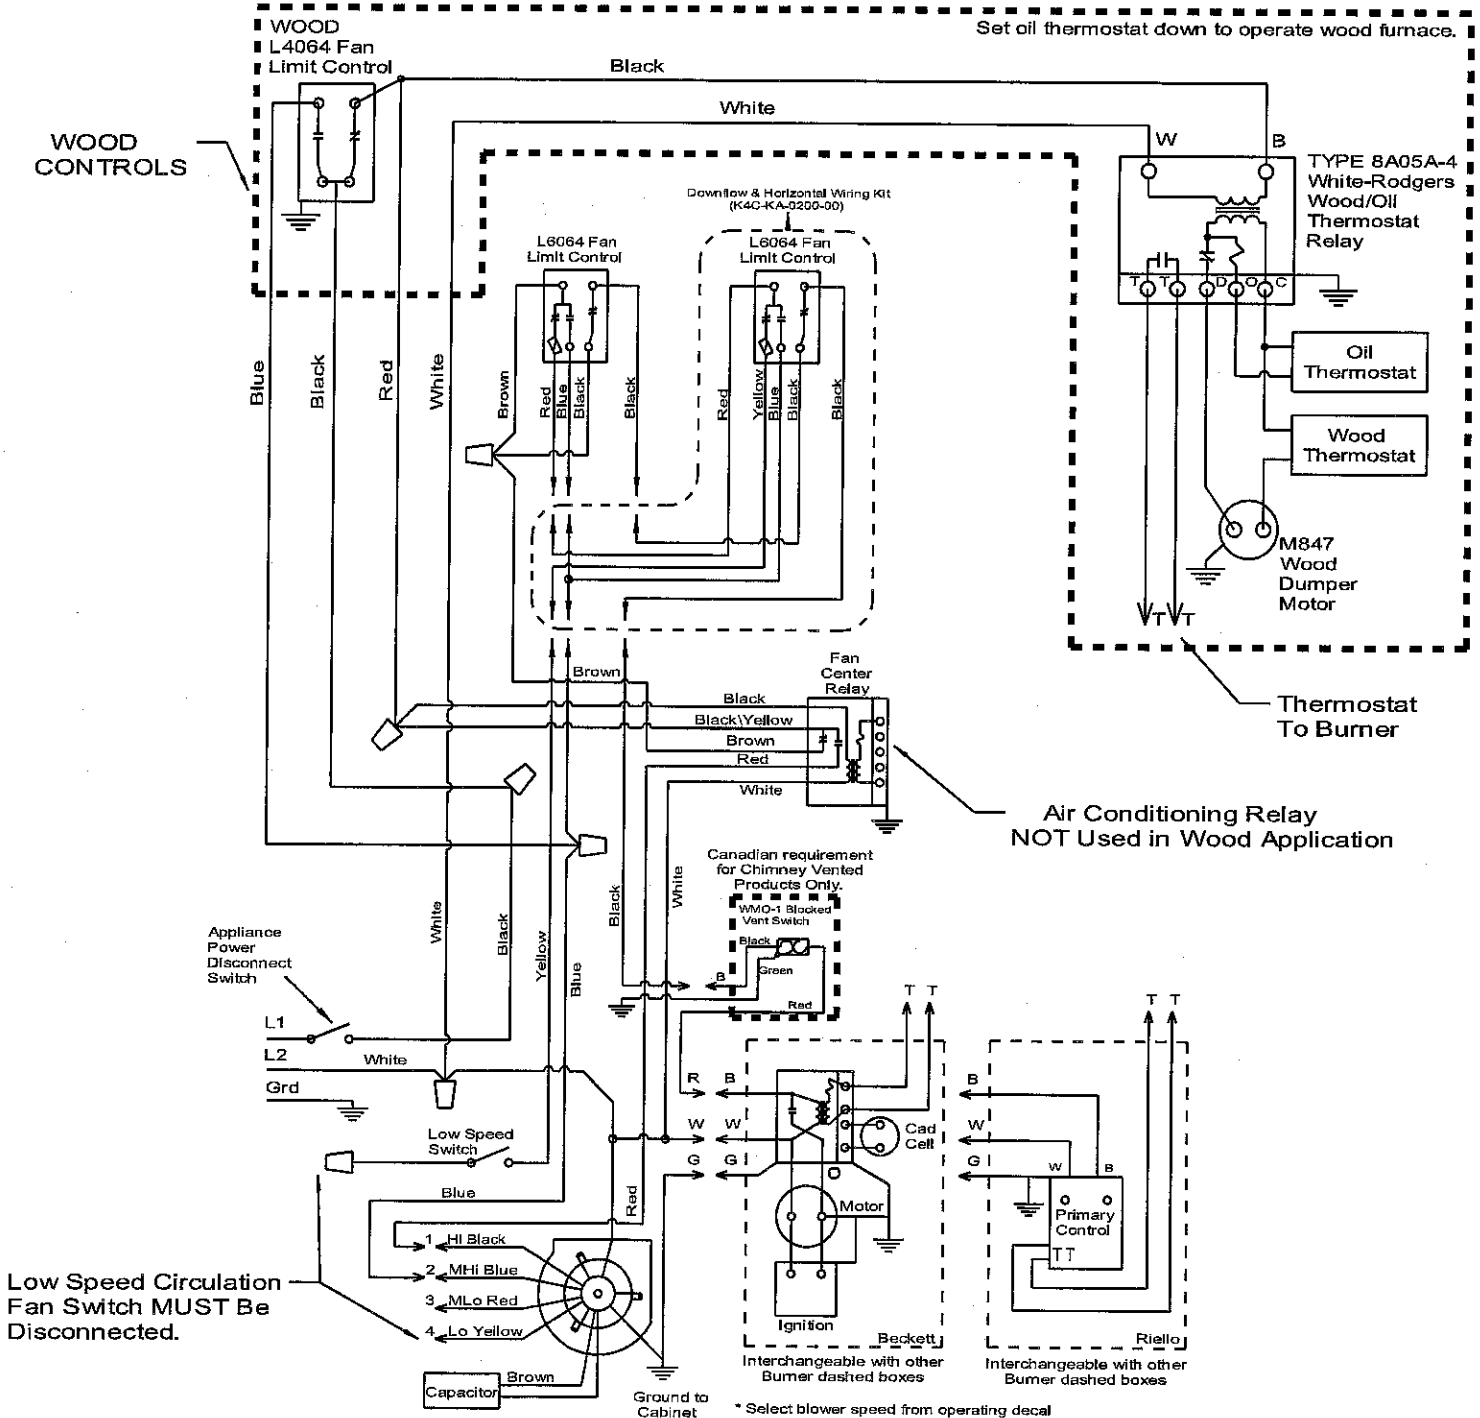 WOOD
L4064 Fan
Limit Control
Set oil thermostat down to operate wood furnace.
Black
White
WOOD
CONTROLS
W
B
TYPE 8A05A-4
White-Rodgers
Wood/Oil
Thermostat
Relay
Downflow & Horizontal Wiring Kit
(K4C-KA-0200-00)
L6064 Fan
Limit Control
L6064 Fan
Limit Control
T
T
D
O
C
Oil
Thermostat
Wood
Thermostat
Blue
Black
Red
White
Brown
Red
Blue
Black
Black
Red
Yellow
Blue
Black
Black
M847
Wood
Dumper
Motor
T
T
Thermostat
To Burner
Brown
Fan
Center
Relay
Black
Black\Yellow
Brown
Red
White
Air Conditioning Relay
NOT Used in Wood Application
Canadian requirement
for Chimney Vented
Products Only.
WMO-1 Blocked
Vent Switch
Black
Green
Red
B
White
Black
Yellow
Blue
Black
White
Appliance
Power
Disconnect
Switch
L1
L2
White
Grd
Low Speed
Switch
Blue
Red
T T
T T
R B
W W
G G
B
W
G
Cad
Cell
Motor
Ignition
Beckett
W
B
Primary
Control
TT
Riello
1 HI Black
2 MHi Blue
3 MLo Red
4 Lo Yellow
Low Speed Circulation
Fan Switch MUST Be
Disconnected.
Capacitor
Brown
Ground to
Cabinet
Interchangeable with other
Burner dashed boxes
Interchangeable with other
Burner dashed boxes
* Select blower speed from operating decal